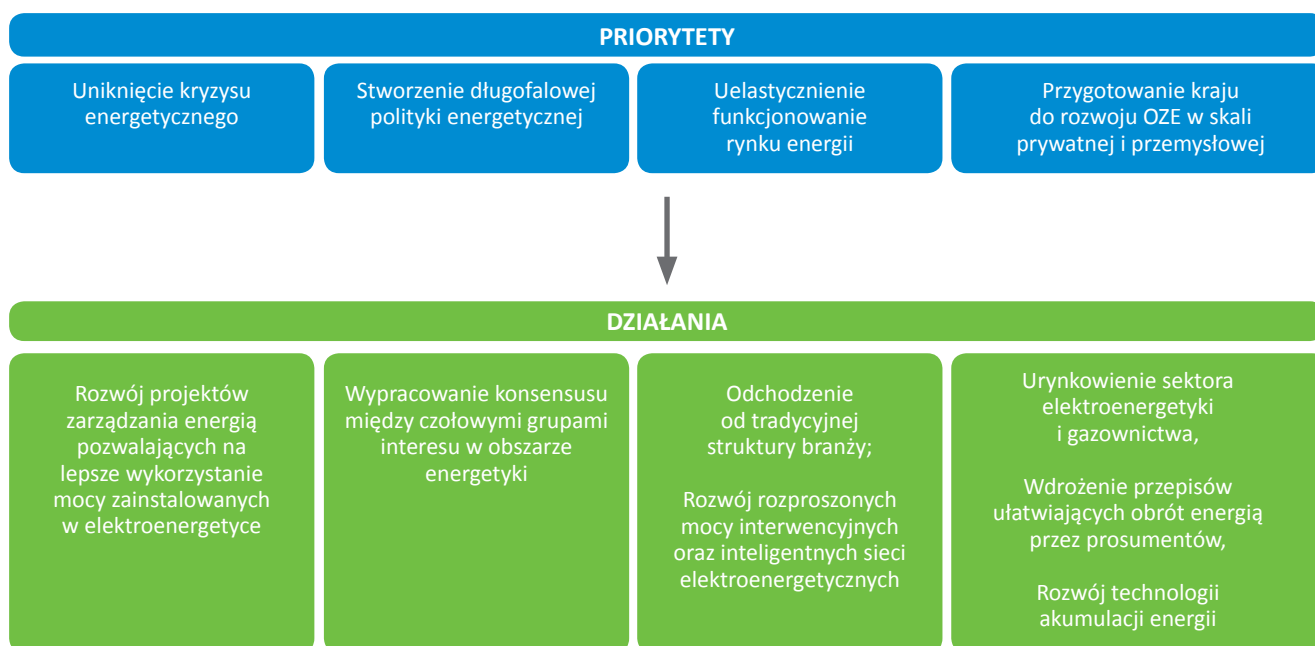 PRIORYTETY
Uniknięcie kryzysu
energetycznego
Stworzenie długofalowej
polityki energetycznej
Uelastycznienie
funkcjonowanie
rynku energii
Przygotowanie kraju
do rozwoju OZE w skali
prywatnej i przemysłowej
DZIAŁANIA
Rozwój projektów
zarządzania energią
pozwalających na
lepsze wykorzystanie
mocy zainstalowanych
w elektroenergetyce
Wypracowanie konsensusu
między czołowymi grupami
interesu w obszarze
energetyki
Odchodzenie
od tradycyjnej
struktury branży;
Rozwój rozproszonych
mocy interwencyjnych
oraz inteligentnych sieci
elektroenergetycznych
Urynkowienie sektora
elektroenergetyki
i gazownictwa,
Wdrożenie przepisów
ułatwiających obrót energią
przez prosumentów,
Rozwój technologii
akumulacji energii